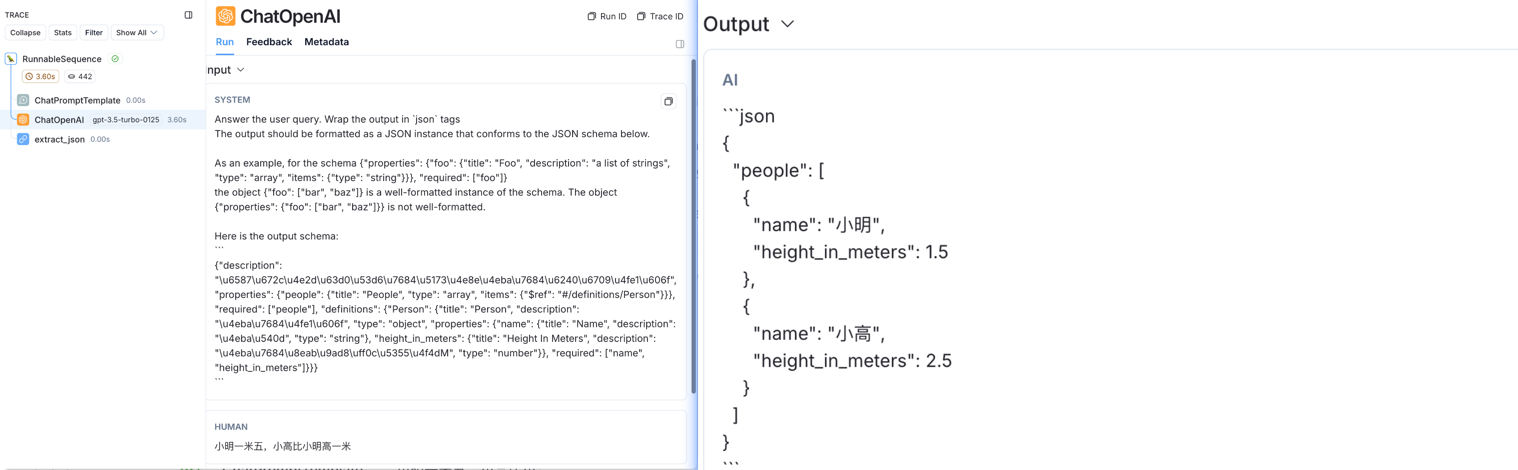 TRACE
Collapse
Stats
Filter
Show All
RunnableSequence
3.60s
442
ChatPromptTemplate 0.00s
ChatOpenAI gpt-3.5-turbo-0125 3.60s
extract_json 0.00s
ChatOpenAI
Run ID
Trace ID
Run
Feedback
Metadata
nput
SYSTEM
Answer the user query. Wrap the output in `json` tags
The output should be formatted as a JSON instance that conforms to the JSON schema below.
As an example, for the schema {"properties": {"foo": {"title": "Foo", "description": "a list of strings",
"type": "array", "items": {"type": "string"}}}, "required": ["foo"]}
the object {"foo": ["bar", "baz"]} is a well-formatted instance of the schema. The object
{"properties": {"foo": ["bar", "baz"]}} is not well-formatted.
Here is the output schema:
```
{"description":
"\u6587\u672c\u4e2d\u63d0\u53d6\u7684\u5173\u4e8e\u4eba\u7684\u6240\u6709\u4fe1\u606f",
"properties": {"people": {"title": "People", "type": "array", "items": {"$ref": "#/definitions/Person"}}},
"required": ["people"], "definitions": {"Person": {"title": "Person", "description":
"\u4eba\u7684\u4fe1\u606f", "type": "object", "properties": {"name": {"title": "Name", "description":
"\u4eba\u540d", "type": "string"}, "height_in_meters": {"title": "Height In Meters", "description":
"\u4eba\u7684\u8eab\u9ad8\uff0c\u5355\u4f4dM", "type": "number"}}, "required": ["name",
"height_in_meters"]}}}
```
HUMAN
小明一米五，小高比小明高一米
Output
AI
```json
{
"people": [
{
"name": "小明",
"height_in_meters": 1.5
},
{
"name": "小高",
"height_in_meters": 2.5
}
]
}
```